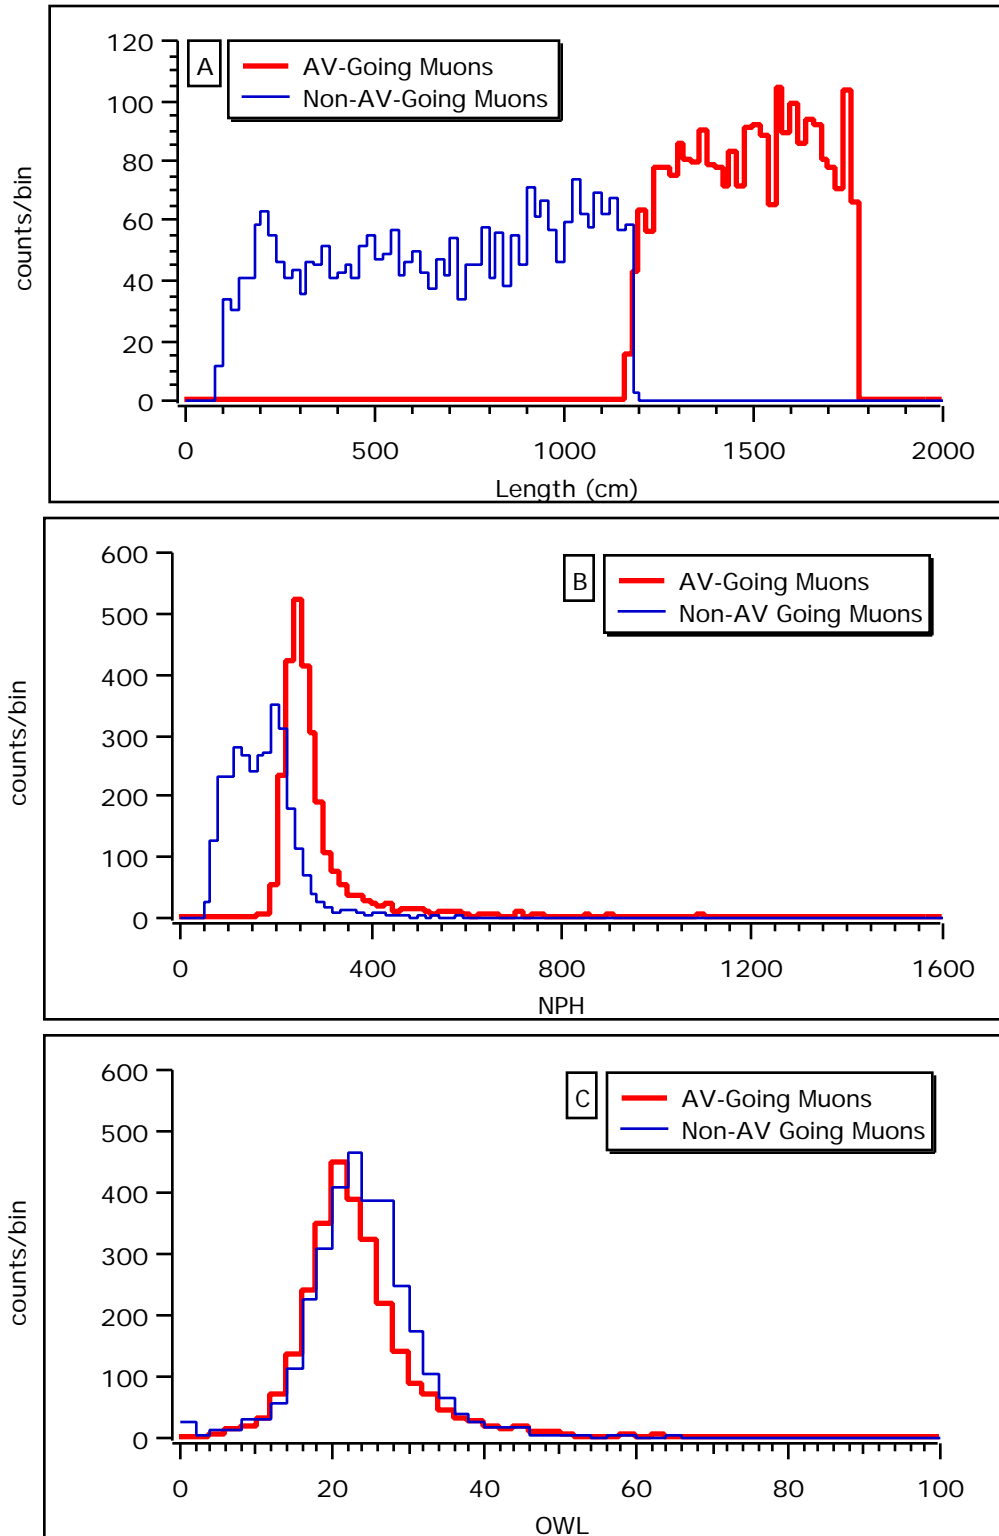 120
100
80
60
40
20
0
counts/bin
A
AV-Going Muons
Non-AV-Going Muons
0 500 1000 1500 2000
Length (cm)
600
500
400
300
200
100
0
counts/bin
B
AV-Going Muons
Non-AV Going Muons
0 400 800 1200 1600
NPH
600
500
400
300
200
100
0
counts/bin
C
AV-Going Muons
Non-AV Going Muons
0 20 40 60 80 100
OWL